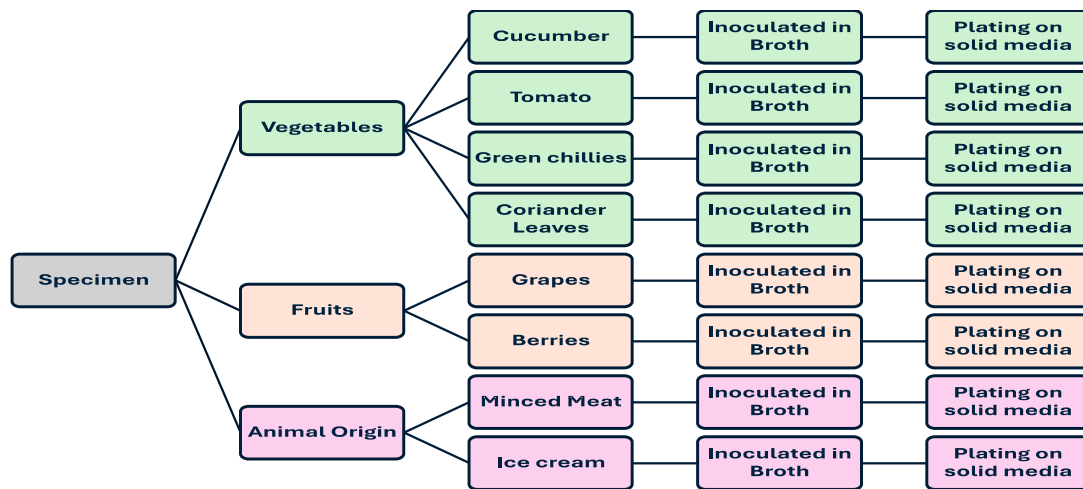 Cucumber
Inoculated in
Broth
Plating on
solid media
Vegetables
Tomato
Inoculated in
Broth
Plating on
solid media
Green chillies
Inoculated in
Broth
Plating on
solid media
Coriander
Leaves
Inoculated in
Broth
Plating on
solid media
Specimen
Fruits
Grapes
Inoculated in
Broth
Plating on
solid media
Berries
Inoculated in
Broth
Plating on
solid media
Animal Origin
Minced Meat
Inoculated in
Broth
Plating on
solid media
Ice cream
Inoculated in
Broth
Plating on
solid media